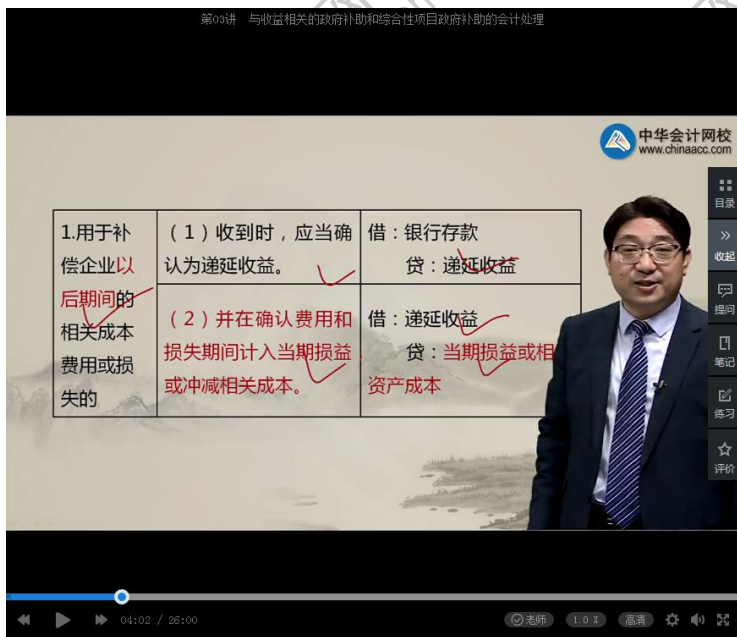 第03讲 与收益相关的政府补助和综合性项目政府补助的会计处理
中华会计网校
www.chinaacc.com
目录
收起
提问
笔记
练习
评价
1.用于补
偿企业以
后期间的
相关成本
费用或损
失的
（1）收到时，应当确
认为递延收益。
借：银行存款
贷：递延收益
（2）并在确认费用和
损失期间计入当期损益
或冲减相关成本。
借：递延收益
贷：当期损益或相
资产成本
04:02 / 26:00
老师
1.0 X
高清